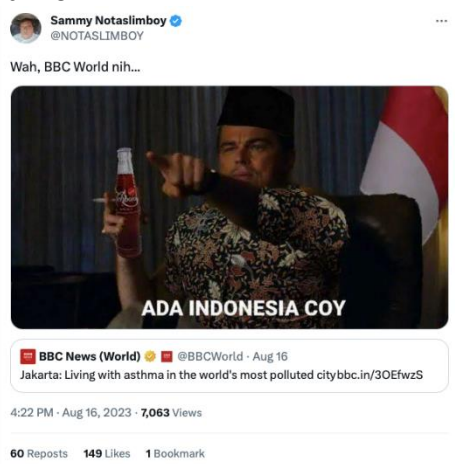 Sammy Notaslimboy
@NOTASLIMBOY
Wah, BBC World nih...
ADA INDONESIA COY
BBC News (World) @BBCWorld · Aug 16
Jakarta: Living with asthma in the world's most polluted citybbc.in/3OEfwzS
4:22 PM · Aug 16, 2023 · 7,063 Views
60 Reposts 149 Likes 1 Bookmark